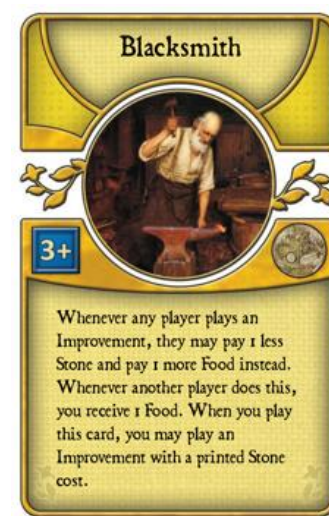 Blacksmith
3+
Whenever any player plays an
Improvement, they may pay 1 less
Stone and pay 1 more Food instead.
Whenever another player does this,
you receive 1 Food. When you play
this card, you may play an
Improvement with a printed Stone
cost.